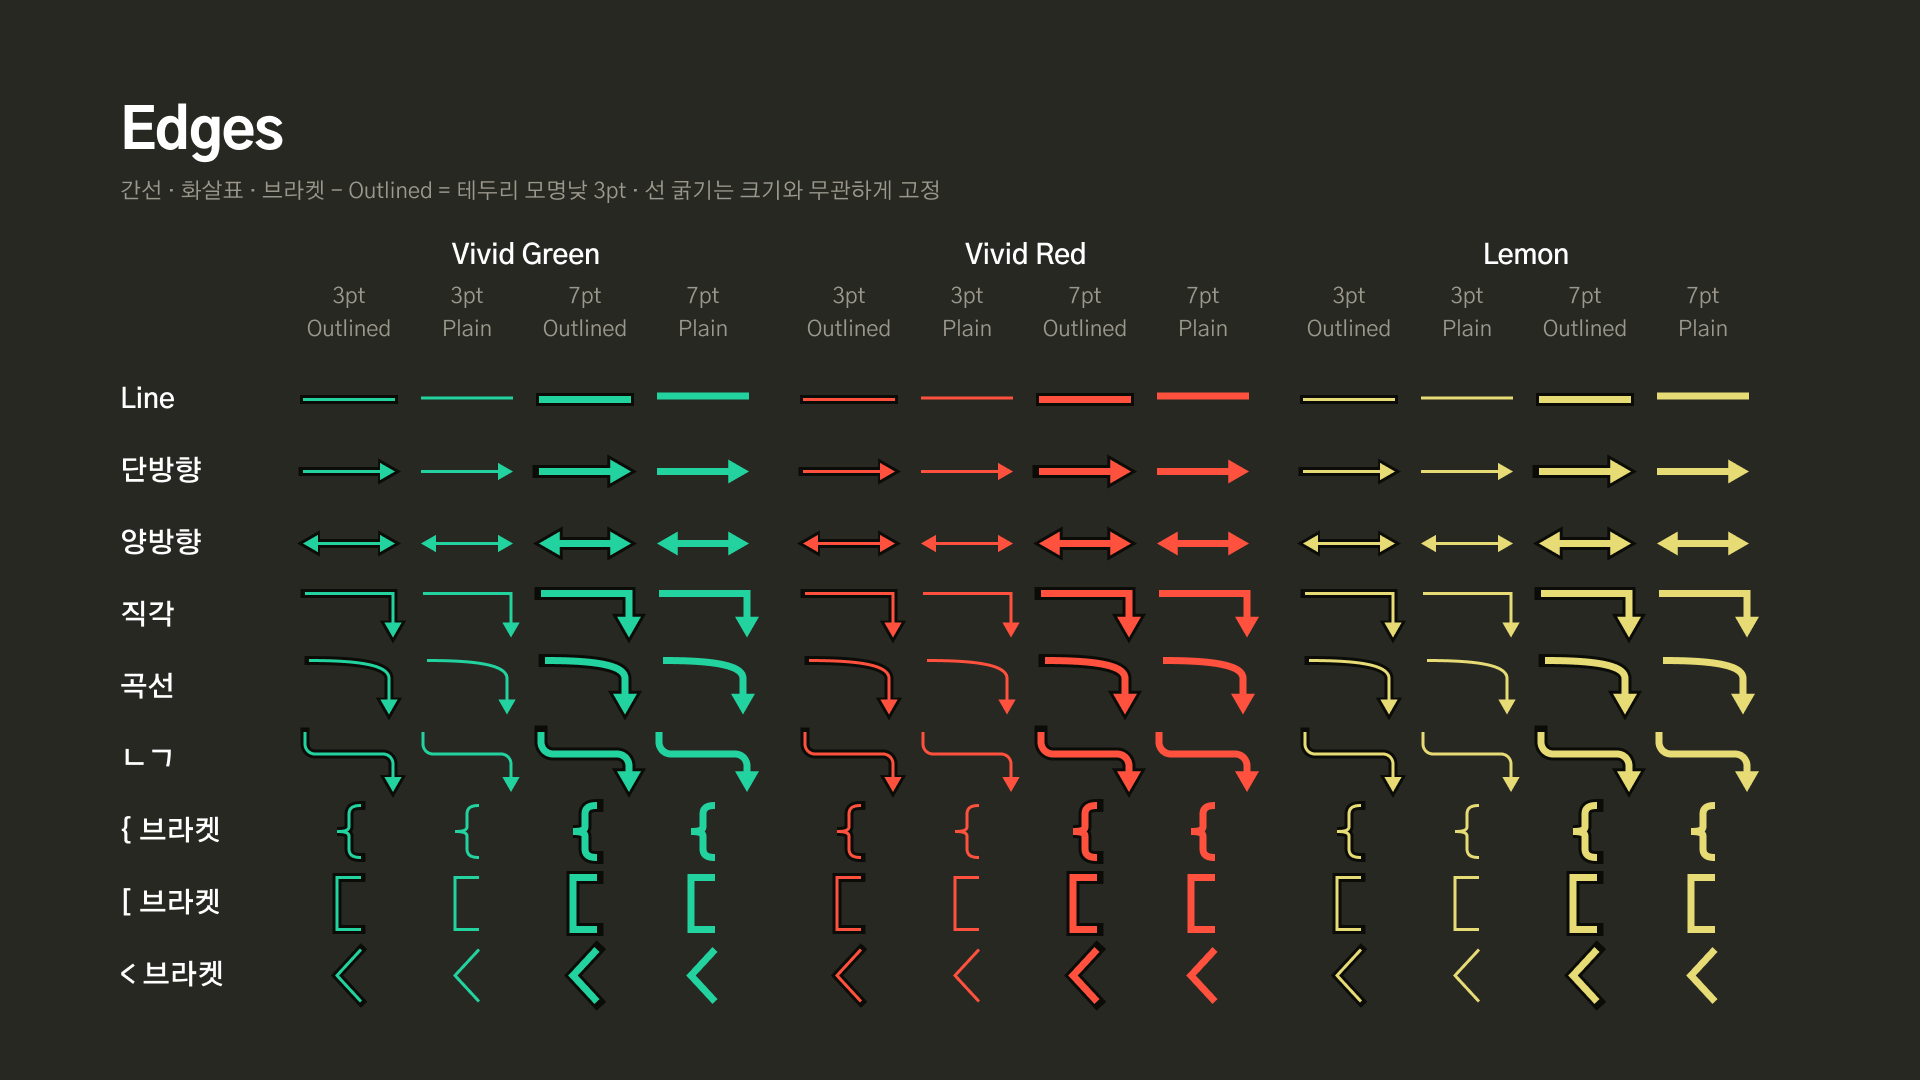 Edges
간선 · 화살표 · 브라켓 – Outlined = 테두리 모명낮 3pt · 선 굵기는 크기와 무관하게 고정
Vivid Green
Vivid Red
Lemon
3pt Outlined
3pt Plain
7pt Outlined
7pt Plain
3pt Outlined
3pt Plain
7pt Outlined
7pt Plain
3pt Outlined
3pt Plain
7pt Outlined
7pt Plain
Line
단방향
양방향
직각
곡선
ㄴㄱ
{ 브라켓
[ 브라켓
< 브라켓